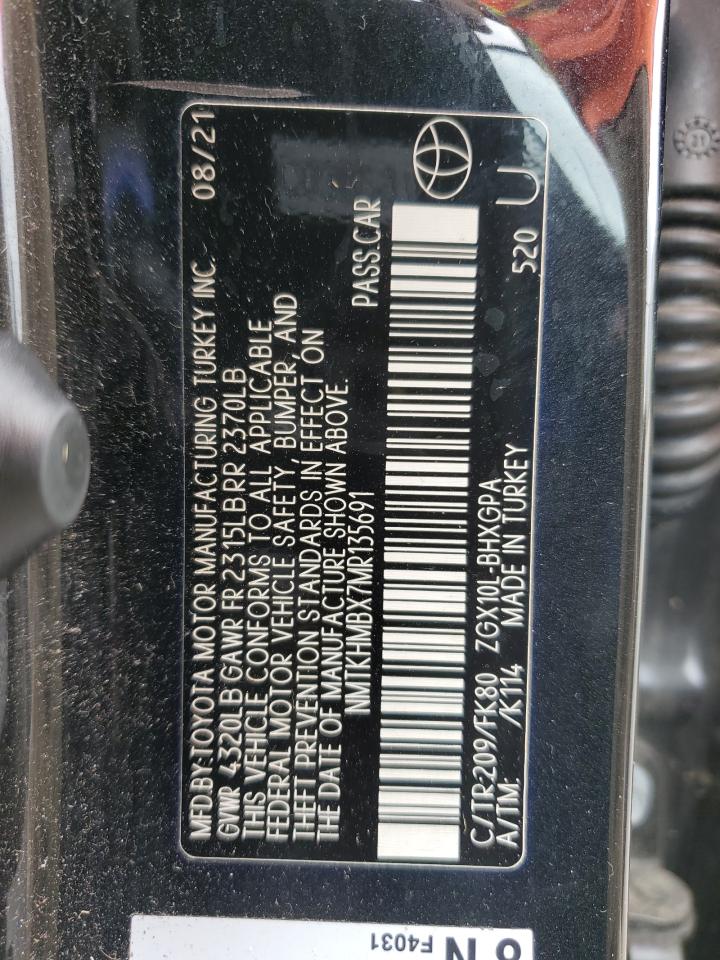 MFD.BY:TOYOTA MOTOR MANUFACTURING TURKEY INC. 08/21
GVWR 4320LB GAWR FR 2315LB RR 2370LB
THIS VEHICLE CONFORMS TO ALL APPLICABLE
FEDERAL MOTOR VEHICLE SAFETY, BUMPER, AND
THEFT PREVENTION STANDARDS IN EFFECT ON
THE DATE OF MANUFACTURE SHOWN ABOVE.
NMTKHMBX7MR135691 PASS.CAR
C/TR:209/FK80 ZGX10L-BHXGPA 520 U
A/TM: /K114 MADE IN TURKEY
N
F4031